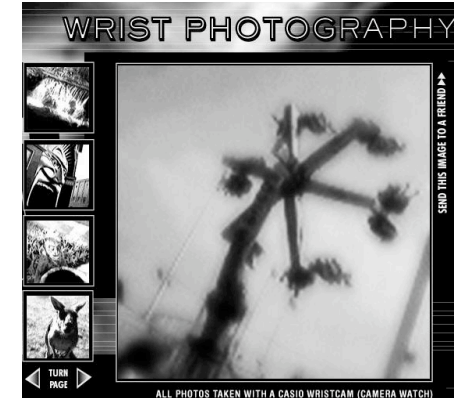 WRIST PHOTOGRAPHY
SEND THIS IMAGE TO A FRIEND
TURN
PAGE
ALL PHOTOS TAKEN WITH A CASIO WRISTCAM (CAMERA WATCH)